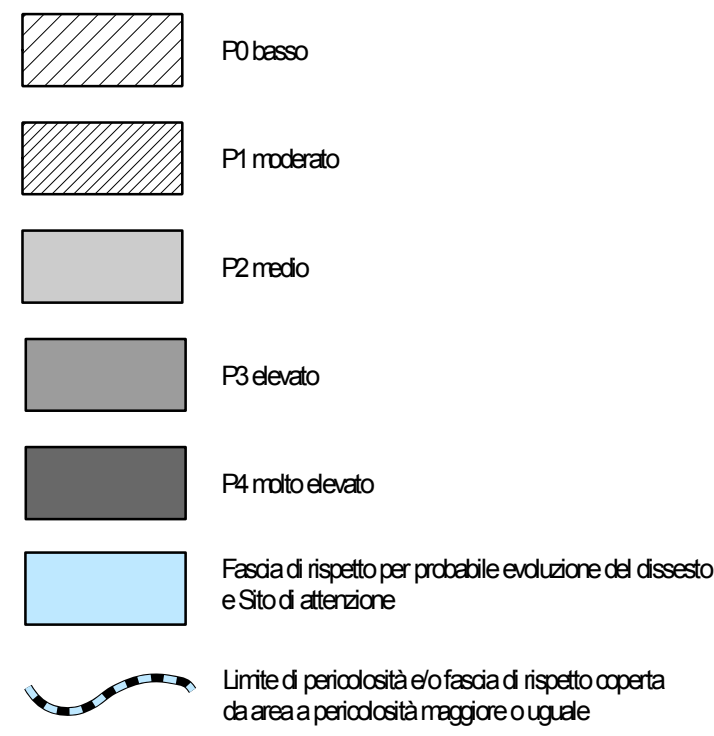 P0 basso
P1 moderato
P2 medio
P3 elevato
P4 molto elevato
Fascia di rispetto per probabile evoluzione del dissesto
e Sito di attenzione
Limite di pericolosità e/o fascia di rispetto coperta
da area a pericolosità maggiore o uguale